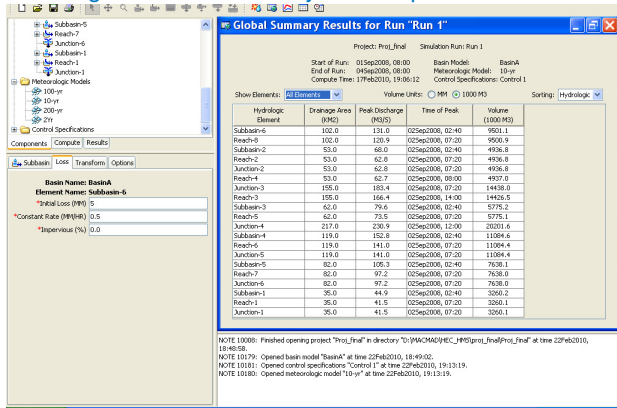 Subbasin-5
Reach-7
Junction-6
Subbasin-1
Reach-1
Junction-1
Meteorologic Models
100-yr
10-yr
200-yr
2Yr
Control Specifications
Components Compute Results
Subbasin Loss Transform Options
Basin Name: BasinA
Element Name: Subbasin-6
*Initial Loss (MM) 5
*Constant Rate (MM/HR) 0.5
*Impervious (%) 0.0
Global Summary Results for Run "Run 1"
Project: Proj_final Simulation Run: Run 1
Start of Run: 01Sep2008, 08:00 Basin Model: BasinA
End of Run: 04Sep2008, 08:00 Meteorologic Model: 10-yr
Compute Time: 17Feb2010, 19:06:12 Control Specifications: Control 1
Show Elements: All Elements Volume Units: MM 1000 M3 Sorting: Hydrologic
Hydrologic Drainage Area Peak Discharge Time of Peak Volume
Element (KM2) (M3/S) (1000 M3)
Subbasin-6 102.0 131.0 02Sep2008, 02:40 9501.1
Reach-8 102.0 120.9 02Sep2008, 07:20 9500.9
Subbasin-2 53.0 68.0 02Sep2008, 02:40 4936.8
Reach-2 53.0 62.8 02Sep2008, 07:20 4936.8
Junction-2 53.0 62.8 02Sep2008, 07:20 4936.8
Reach-4 53.0 62.7 02Sep2008, 08:00 4937.0
Junction-3 155.0 183.4 02Sep2008, 07:20 14438.0
Reach-3 155.0 166.4 02Sep2008, 14:00 14426.5
Subbasin-3 62.0 79.6 02Sep2008, 02:40 5775.2
Reach-5 62.0 73.5 02Sep2008, 07:20 5775.1
Junction-4 217.0 230.9 02Sep2008, 12:00 20201.6
Subbasin-4 119.0 152.8 02Sep2008, 02:40 11084.6
Reach-6 119.0 141.0 02Sep2008, 07:20 11084.4
Junction-5 119.0 141.0 02Sep2008, 07:20 11084.4
Subbasin-5 82.0 105.3 02Sep2008, 02:40 7638.1
Reach-7 82.0 97.2 02Sep2008, 07:20 7638.0
Junction-6 82.0 97.2 02Sep2008, 07:20 7638.0
Subbasin-1 35.0 44.9 02Sep2008, 02:40 3260.2
Reach-1 35.0 41.5 02Sep2008, 07:20 3260.1
Junction-1 35.0 41.5 02Sep2008, 07:20 3260.1
NOTE 10008: Finished opening project "Proj_final" in directory "D:\MACMAD\HEC_HMS\proj_final\Proj_final" at time 22Feb2010,
18:48:58.
NOTE 10179: Opened basin model "BasinA" at time 22Feb2010, 18:49:02.
NOTE 10181: Opened control specifications "Control 1" at time 22Feb2010, 19:13:19.
NOTE 10180: Opened meteorologic model "10-yr" at time 22Feb2010, 19:13:19.